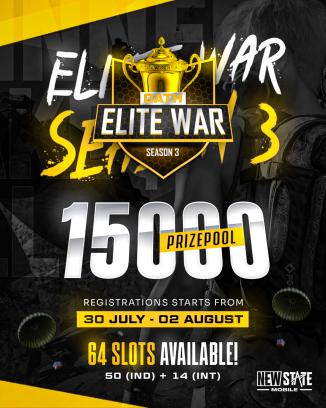 ELITE WAR
SEASON 3
OATM
ELITE WAR
SEASON 3
15000
PRIZEPOOL
REGISTRATIONS STARTS FROM
30 JULY - 02 AUGUST
64 SLOTS AVAILABLE!
50 (IND) + 14 (INT)
NEW STATE
MOBILE